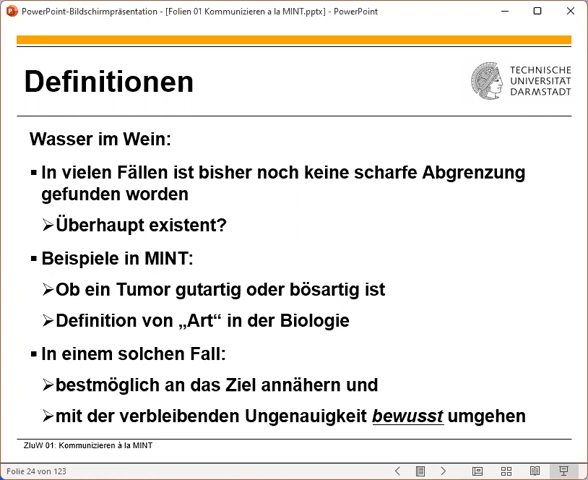 PowerPoint-Bildschirmpräsentation - [Folien 01 Kommunizieren a la MINT.pptx] - PowerPoint
Definitionen
TECHNISCHE
UNIVERSITÄT
DARMSTADT
Wasser im Wein:
▪ In vielen Fällen ist bisher noch keine scharfe Abgrenzung
gefunden worden
➢Überhaupt existent?
▪ Beispiele in MINT:
➢Ob ein Tumor gutartig oder bösartig ist
➢Definition von „Art“ in der Biologie
▪ In einem solchen Fall:
➢bestmöglich an das Ziel annähern und
➢mit der verbleibenden Ungenauigkeit bewusst umgehen
ZluW 01: Kommunizieren à la MINT
Folie 24 von 123